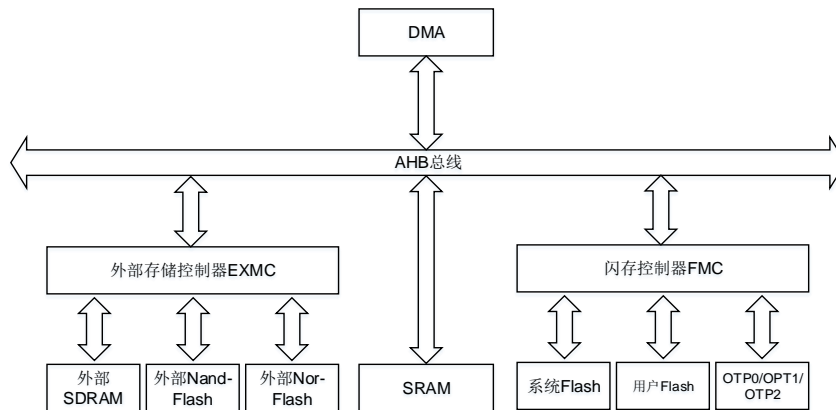 DMA
AHB总线
外部存储控制器EXMC
闪存控制器FMC
外部
SDRAM
外部Nand-
Flash
外部Nor-
Flash
SRAM
系统Flash
用户Flash
OTP0/OPT1/
OTP2